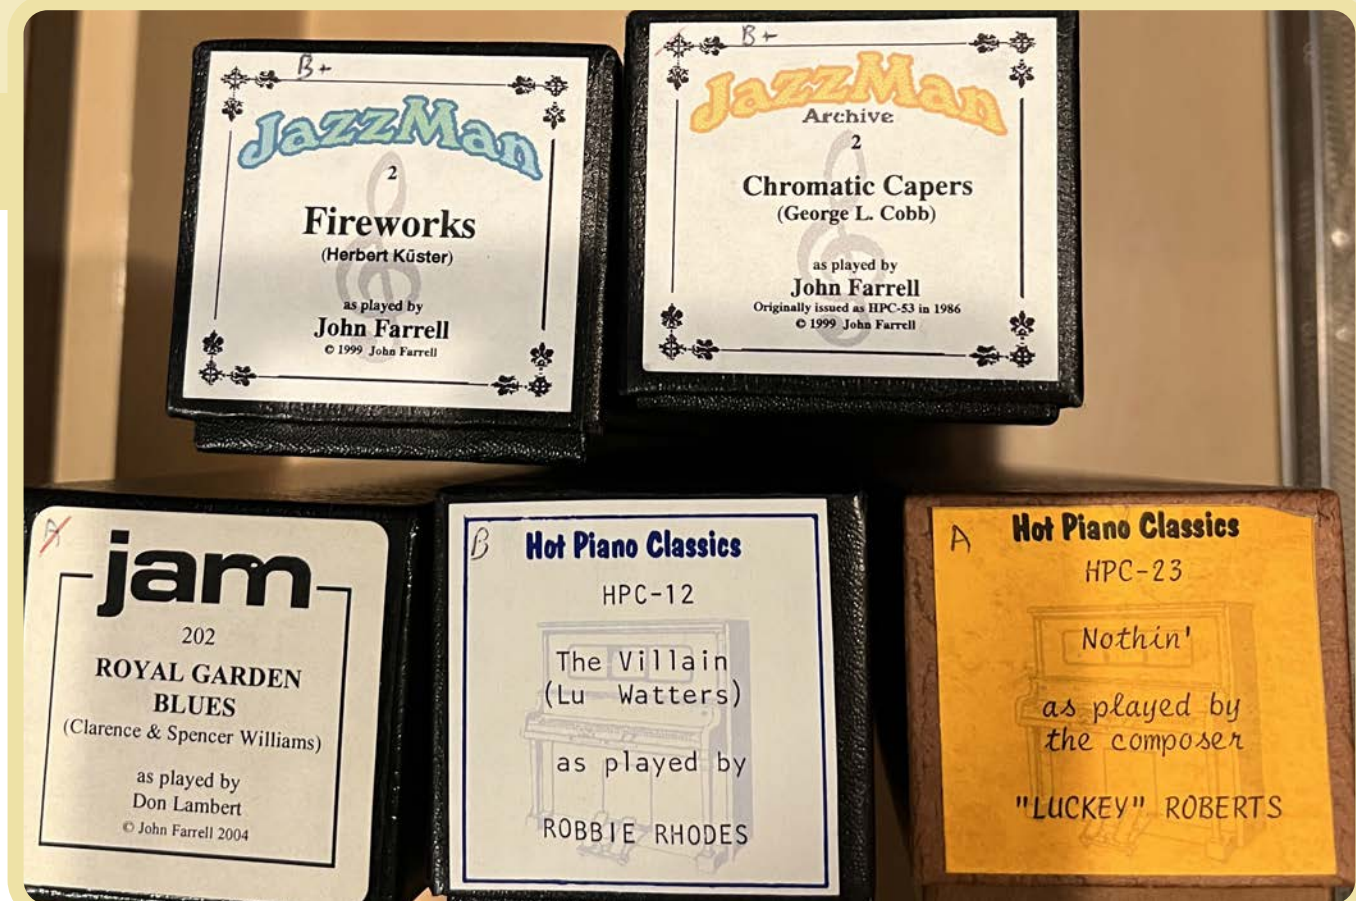 B+
JazzMan
2
Fireworks
(Herbert Küster)
as played by
John Farrell
© 1999 John Farrell
B+
JazzMan
Archive
2
Chromatic Capers
(George L. Cobb)
as played by
John Farrell
Originally issued as HPC-53 in 1986
© 1999 John Farrell
A
jam
202
ROYAL GARDEN
BLUES
(Clarence & Spencer Williams)
as played by
Don Lambert
© John Farrell 2004
B
Hot Piano Classics
HPC-12
The Villain
(Lu Watters)
as played by
ROBBIE RHODES
A
Hot Piano Classics
HPC-23
Nothin'
as played by
the composer
"LUCKEY" ROBERTS